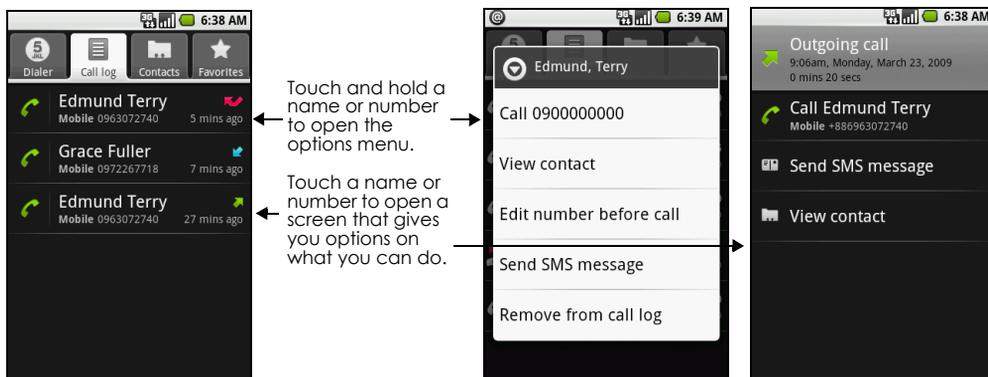 3G 6:38 AM
5 JKL
Dialer Call log Contacts Favorites
Edmund Terry
Mobile 0963072740 5 mins ago
Grace Fuller
Mobile 0972267718 7 mins ago
Edmund Terry
Mobile 0963072740 27 mins ago
Touch and hold a
name or number
to open the
options menu.
Touch a name or
number to open a
screen that gives
you options on
what you can do.
@ 3G 6:39 AM
Edmund, Terry
Call 0900000000
View contact
Edit number before call
Send SMS message
Remove from call log
3G 6:38 AM
Outgoing call
9:06am, Monday, March 23, 2009
0 mins 20 secs
Call Edmund Terry
Mobile +886963072740
Send SMS message
View contact